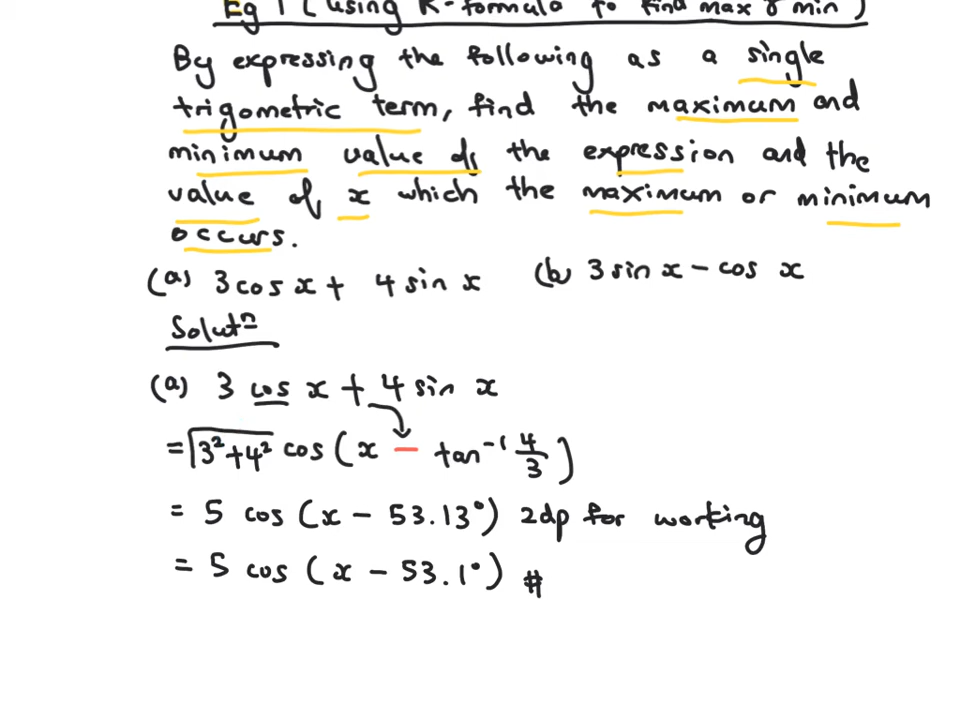 Eg 1 ( using R-formula to find max & min )
By expressing the following as a single
trigometric term, find the maximum and
minimum value of the expression and the
value of x which the maximum or minimum
occurs.
(a) 3 cos x + 4 sin x (b) 3 sin x - cos x
Solutⁿ
(a) 3 cos x + 4 sin x
= √3²+4² cos ( x - tan⁻¹ 4/3 )
= 5 cos (x - 53.13°) 2dp for working
= 5 cos ( x - 53.1° ) #